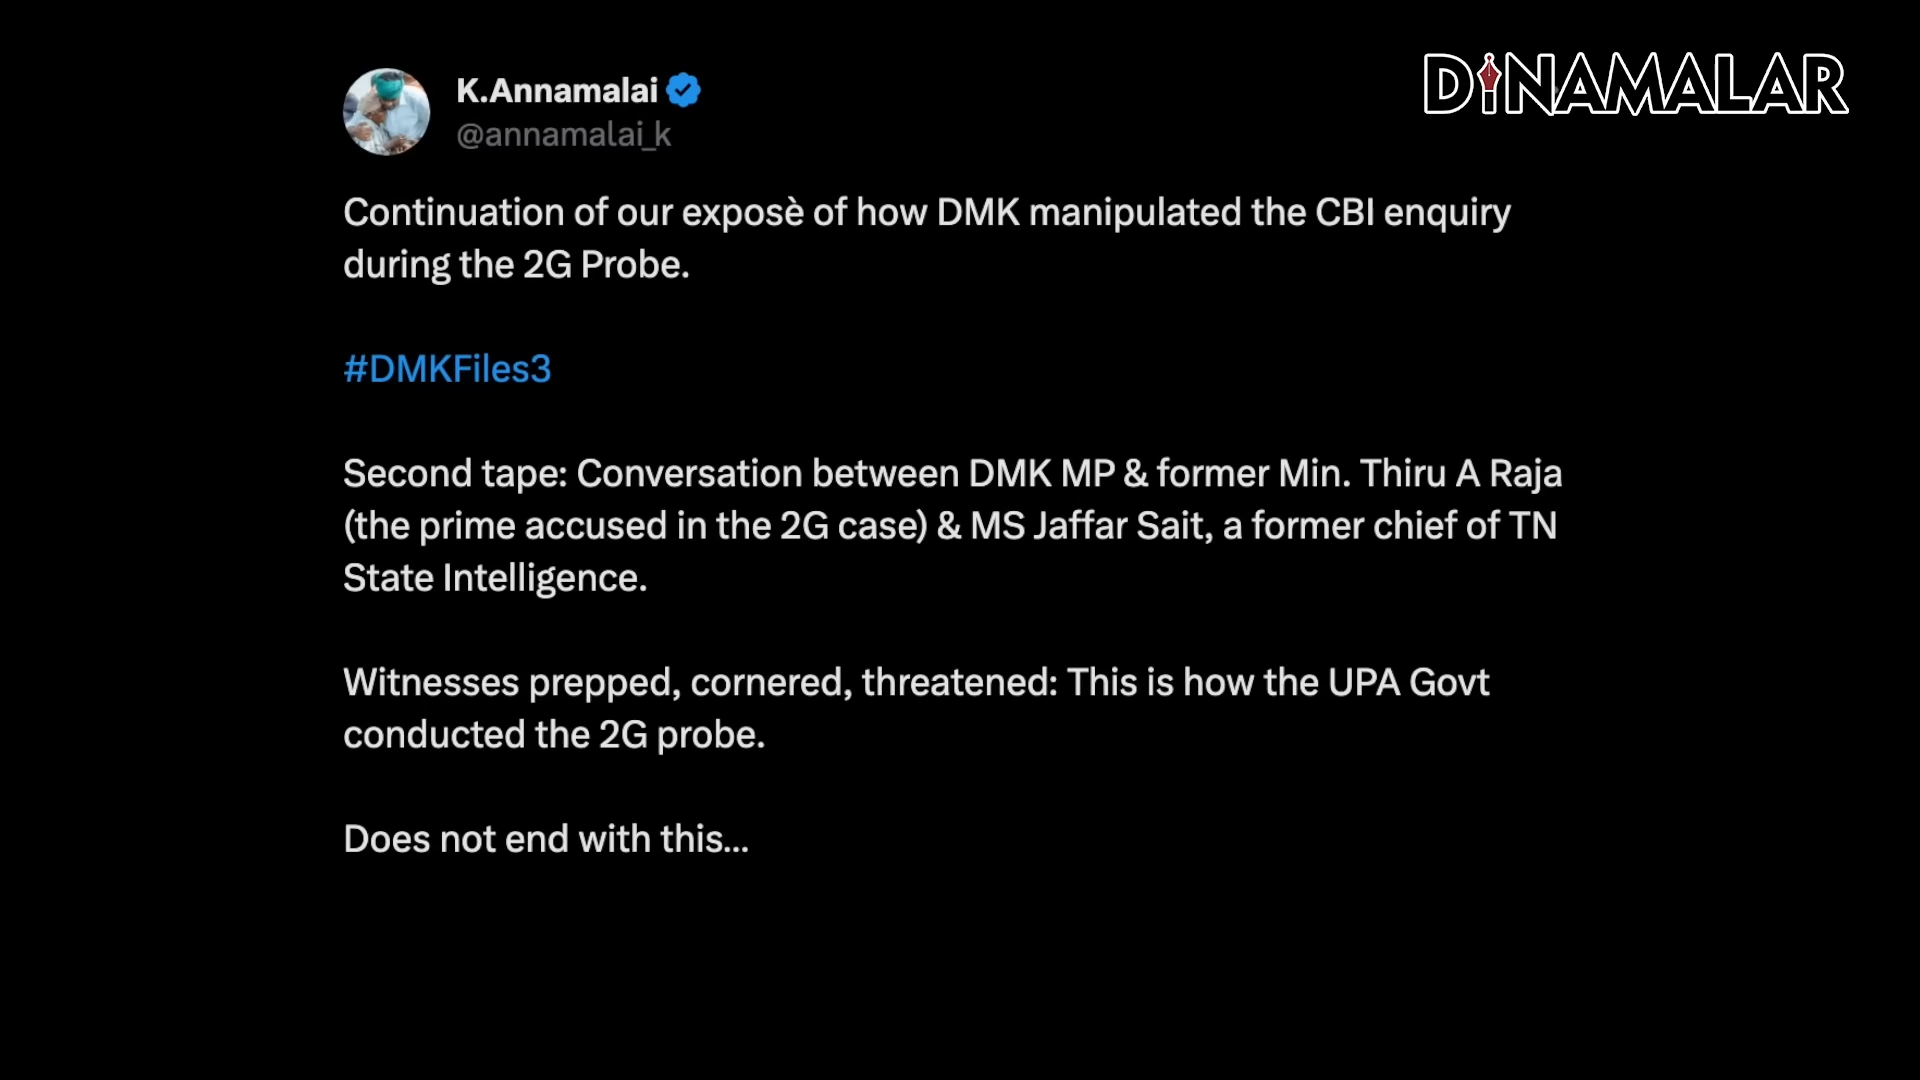 K.Annamalai
@annamalai_k
DINAMALAR
Continuation of our exposè of how DMK manipulated the CBI enquiry
during the 2G Probe.
#DMKFiles3
Second tape: Conversation between DMK MP & former Min. Thiru A Raja
(the prime accused in the 2G case) & MS Jaffar Sait, a former chief of TN
State Intelligence.
Witnesses prepped, cornered, threatened: This is how the UPA Govt
conducted the 2G probe.
Does not end with this...